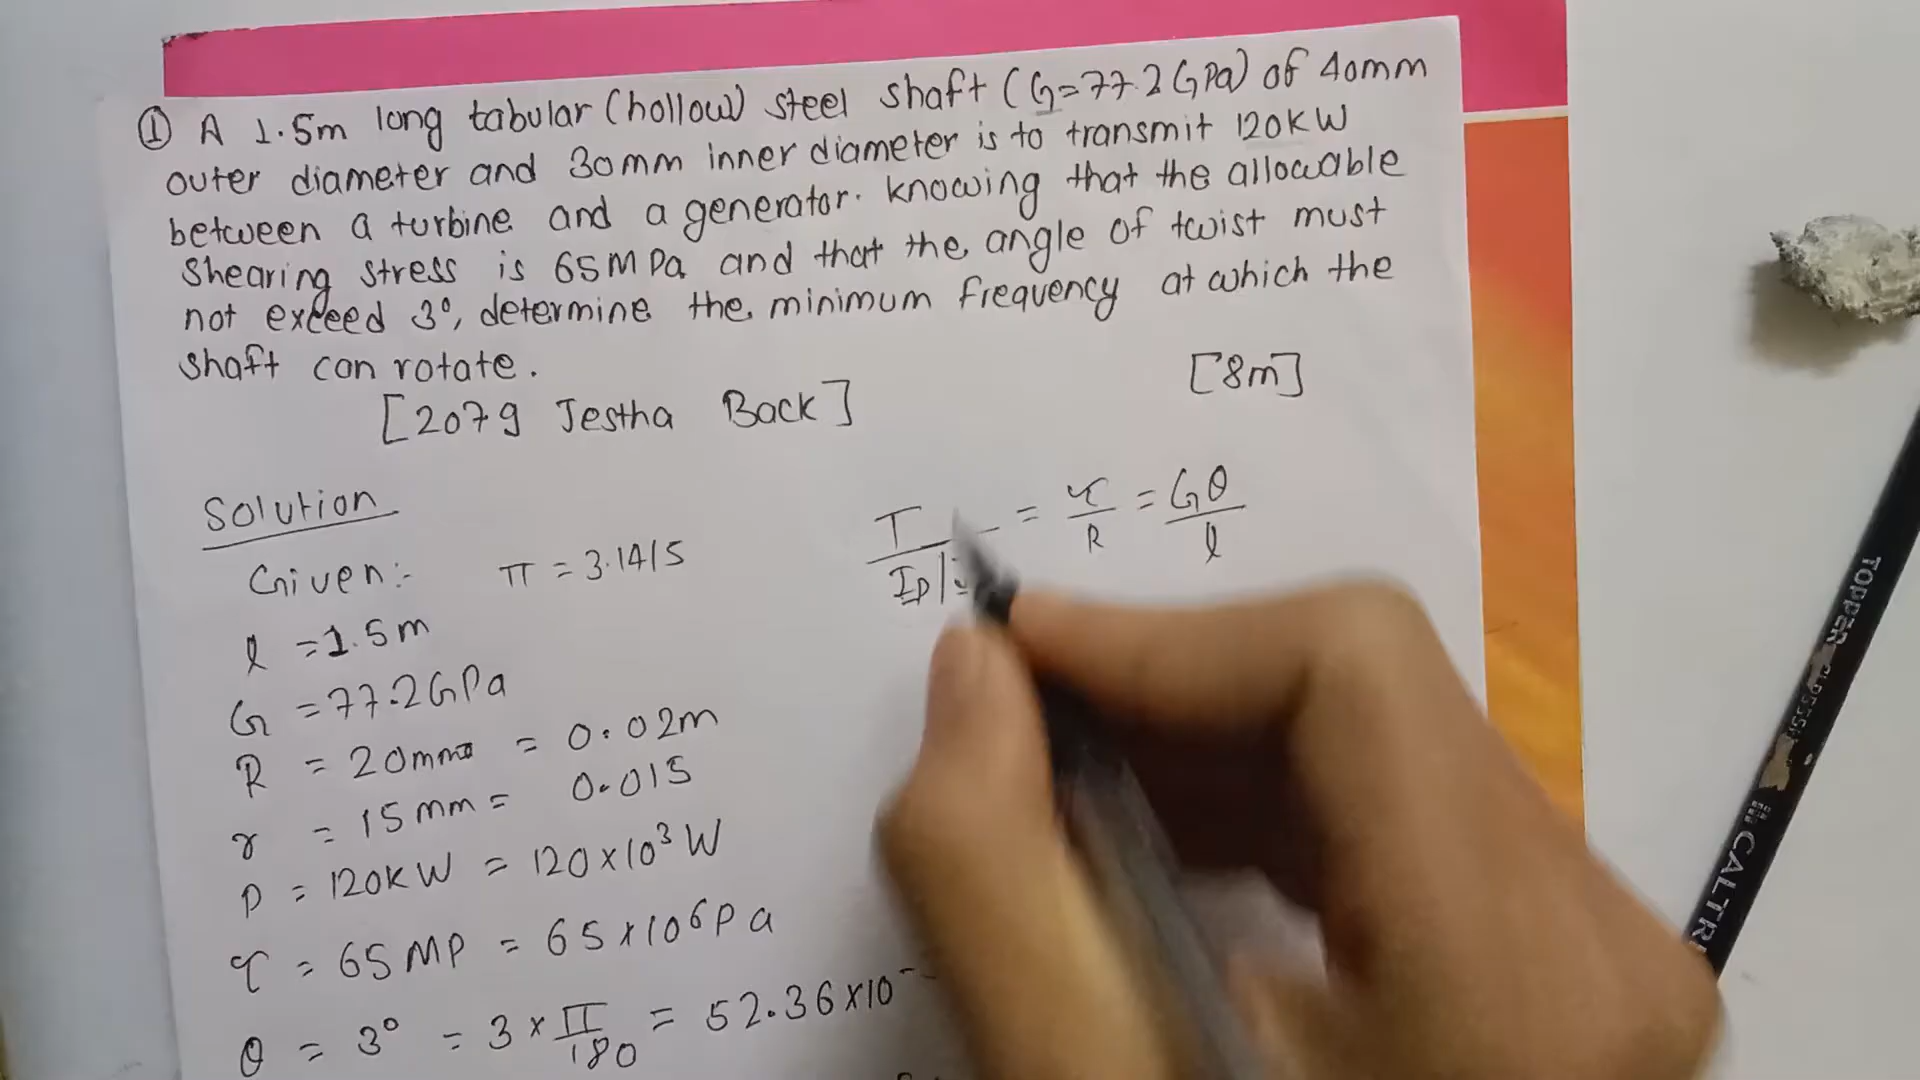 ① A 1.5m long tabular (hollow) steel shaft (G=77.2GPa) of 40mm
outer diameter and 30mm inner diameter is to transmit 120kW
between a turbine and a generator. knowing that the allowable
shearing stress is 65MPa and that the angle of twist must
not exceed 3°, determine the minimum frequency at which the
shaft can rotate.
[8m]
[2079 Jestha Back]
Solution
Given:- π = 3.1415
T/Ip/J = τ/R = Gθ/l
l = 1.5m
G = 77.2GPa
R = 20mm = 0.02m
r = 15mm = 0.015
P = 120kW = 120×10³W
τ = 65MP = 65×10⁶Pa
θ = 3° = 3 × π/180 = 52.36×10⁻
TOPPER
CALTRI